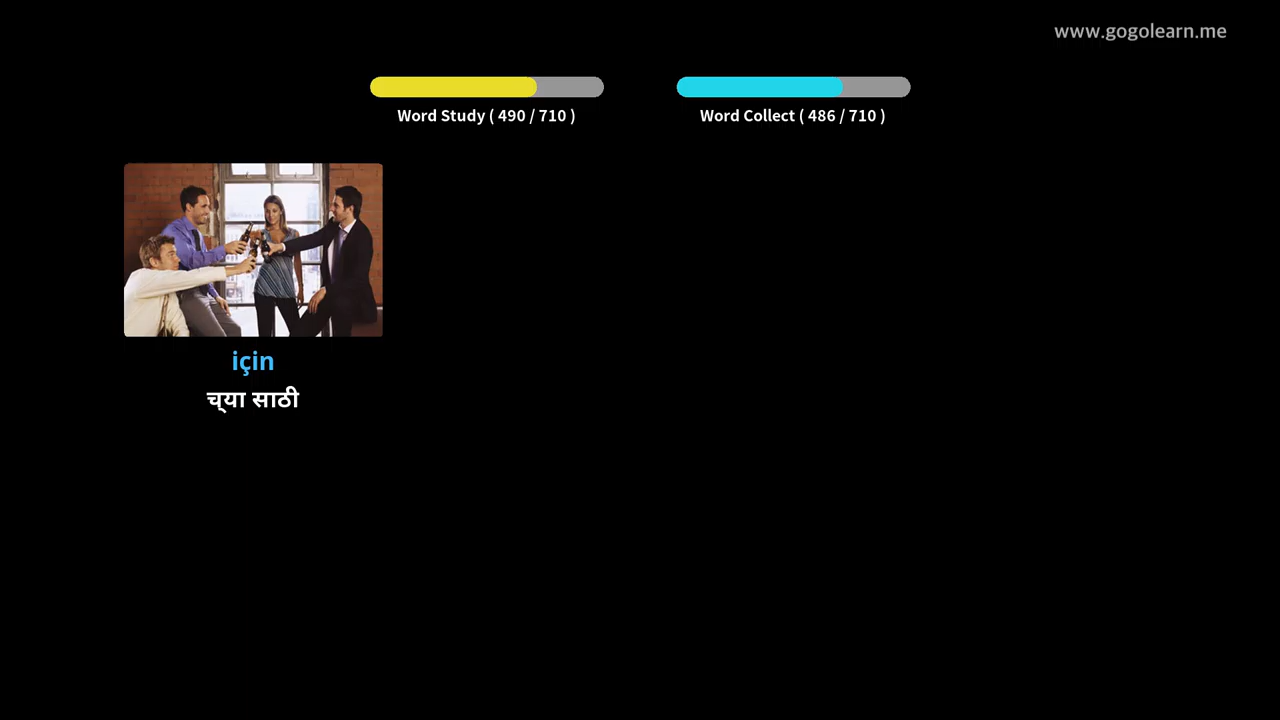 www.gogolearn.me
Word Study ( 490 / 710 )
Word Collect ( 486 / 710 )
için
च्या साठी